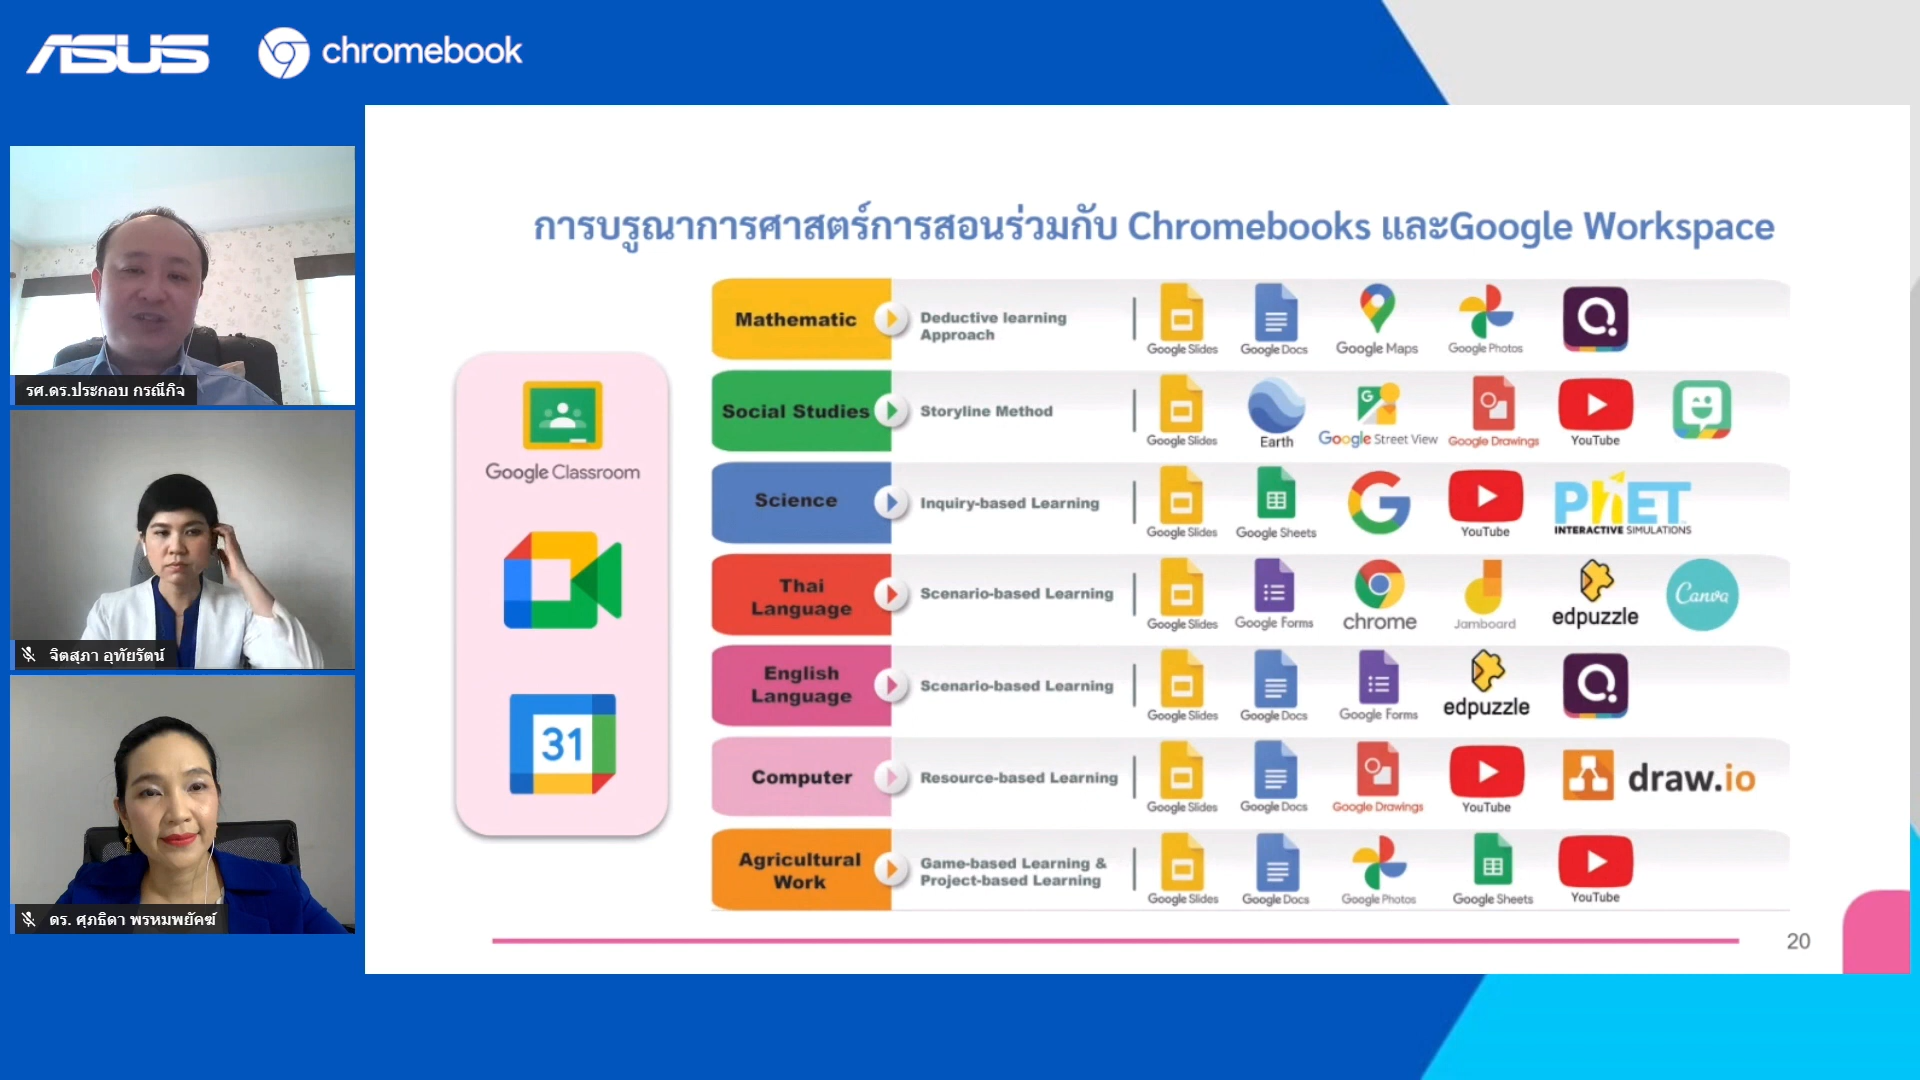 ASUS chromebook
รศ.ดร.ประกอบ กรณีกิจ
จิตสุภา อุทัยรัตน์
ดร. ศุภธิดา พรหมพยัคฆ์
การบรูณาการศาสตร์การสอนร่วมกับ Chromebooks และGoogle Workspace
Google Classroom
31
Mathematic
Deductive learning
Approach
Google Slides Google Docs Google Maps Google Photos
Social Studies
Storyline Method
Google Slides Earth Google Street View Google Drawings YouTube
Science
Inquiry-based Learning
Google Slides Google Sheets G YouTube PhET
INTERACTIVE SIMULATIONS
Thai
Language
Scenario-based Learning
Google Slides Google Forms chrome Jamboard edpuzzle Canva
English
Language
Scenario-based Learning
Google Slides Google Docs Google Forms edpuzzle
Computer
Resource-based Learning
Google Slides Google Docs Google Drawings YouTube draw.io
Agricultural
Work
Game-based Learning &
Project-based Learning
Google Slides Google Docs Google Photos Google Sheets YouTube
20